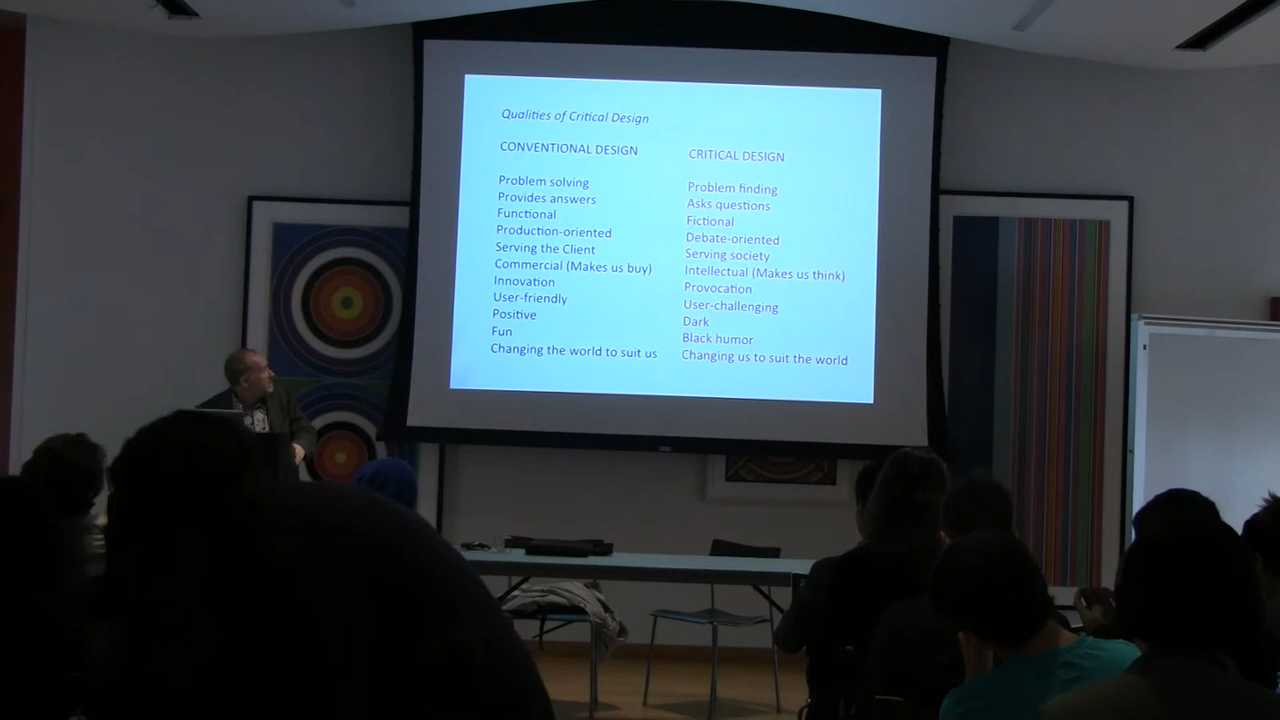 Qualities of Critical Design
CONVENTIONAL DESIGN
Problem solving
Provides answers
Functional
Production-oriented
Serving the Client
Commercial (Makes us buy)
Innovation
User-friendly
Positive
Fun
Changing the world to suit us
CRITICAL DESIGN
Problem finding
Asks questions
Fictional
Debate-oriented
Serving society
Intellectual (Makes us think)
Provocation
User-challenging
Dark
Black humor
Changing us to suit the world